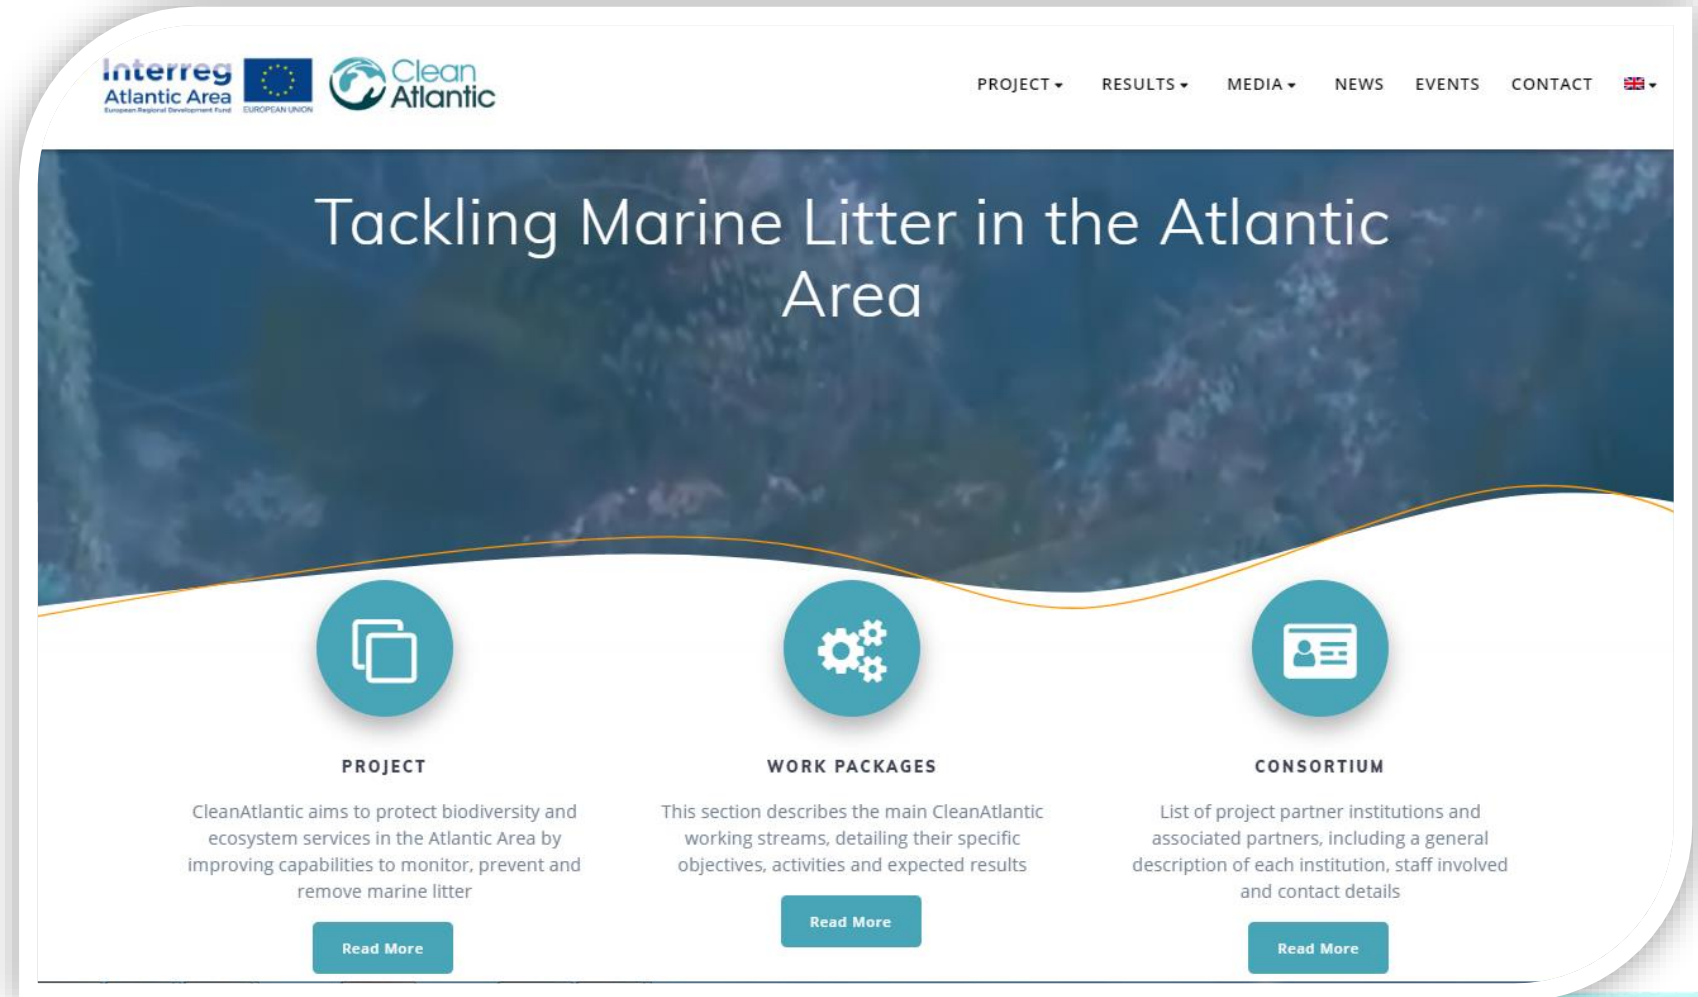 Interreg
Atlantic Area
European Regional Development Fund
EUROPEAN UNION
Clean
Atlantic
PROJECT
RESULTS
MEDIA
NEWS
EVENTS
CONTACT
Tackling Marine Litter in the Atlantic
Area
PROJECT
CleanAtlantic aims to protect biodiversity and
ecosystem services in the Atlantic Area by
improving capabilities to monitor, prevent and
remove marine litter
Read More
WORK PACKAGES
This section describes the main CleanAtlantic
working streams, detailing their specific
objectives, activities and expected results
Read More
CONSORTIUM
List of project partner institutions and
associated partners, including a general
description of each institution, staff involved
and contact details
Read More